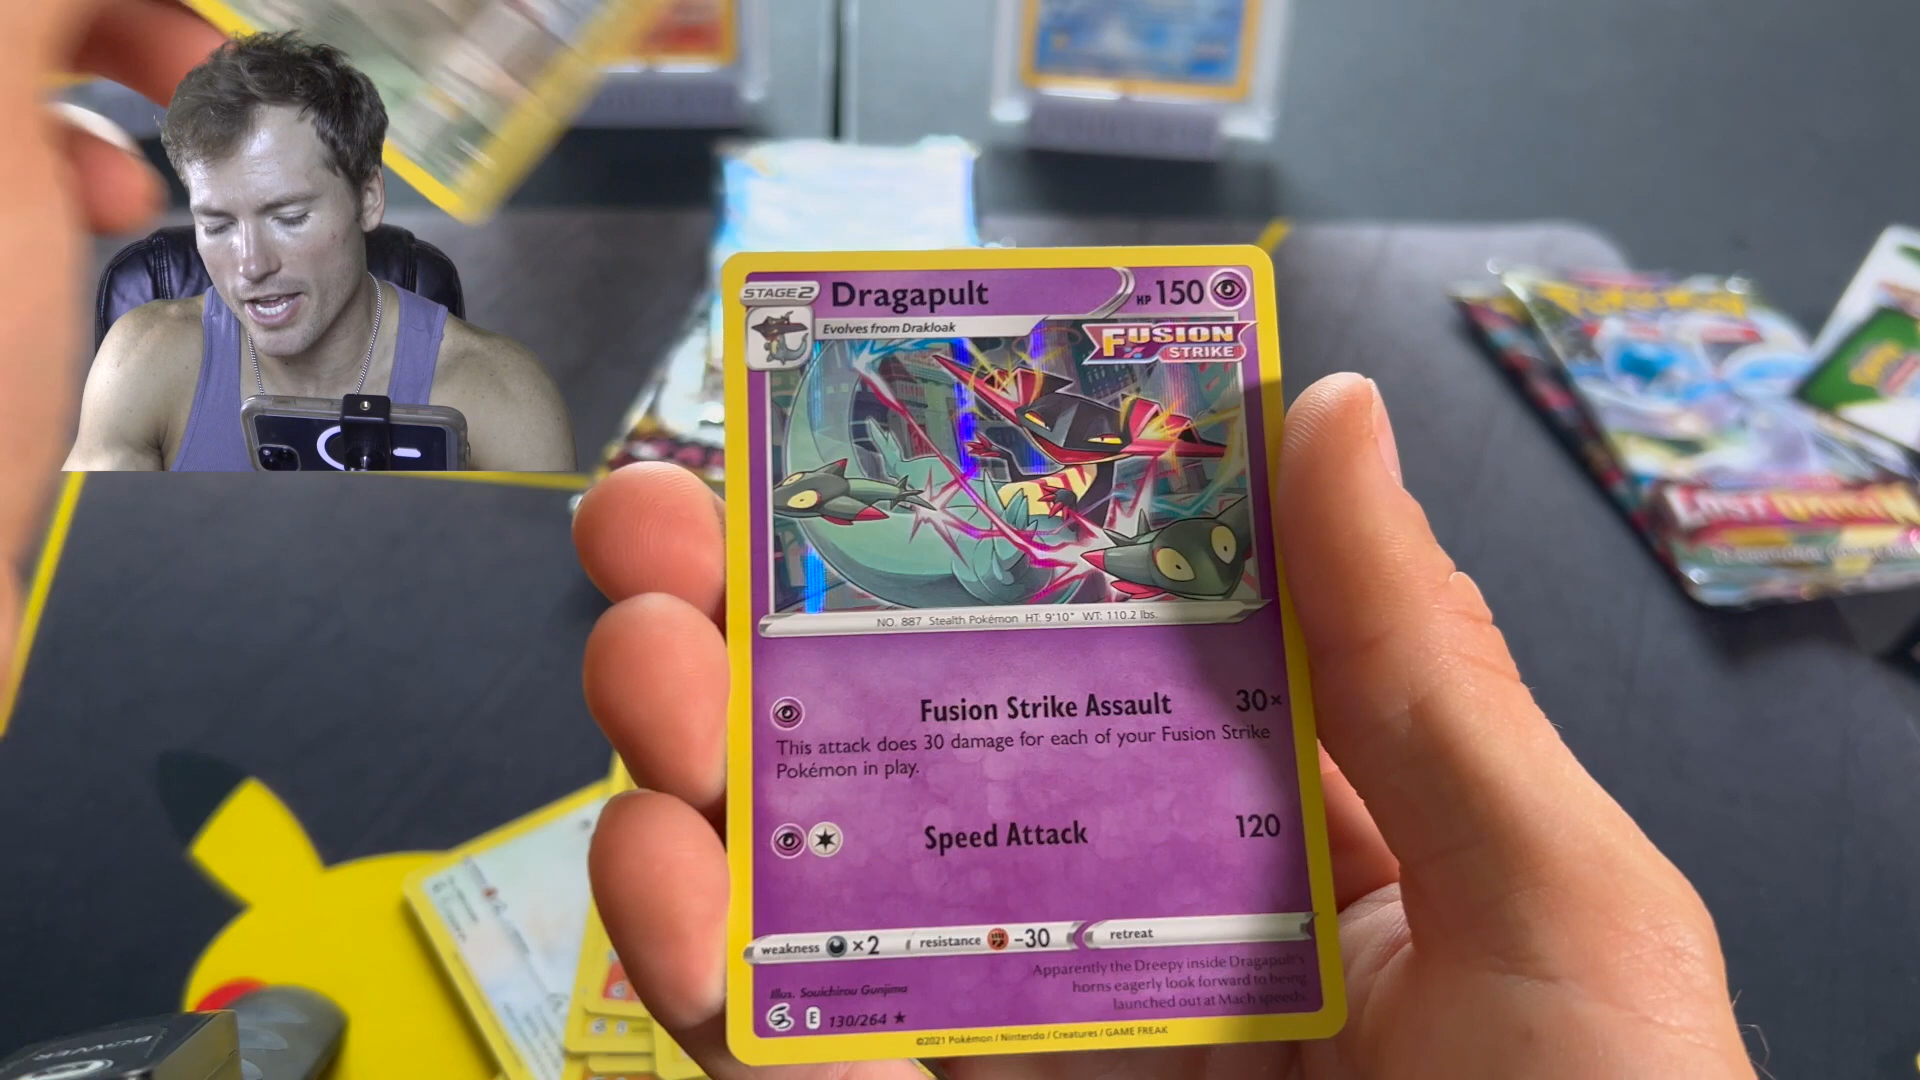 STAGE2
Dragapult
HP 150
Evolves from Drakloak
FUSION
STRIKE
NO. 887 Stealth Pokémon HT: 9'10" WT: 110.2 lbs.
Fusion Strike Assault 30×
This attack does 30 damage for each of your Fusion Strike
Pokémon in play.
Speed Attack 120
weakness ×2 resistance -30 retreat
Apparently the Dreepy inside Dragapult's
horns eagerly look forward to being
launched out at Mach speeds.
Illus. Souichirou Gunjima
E 130/264 ★
©2021 Pokémon / Nintendo / Creatures / GAME FREAK
POKÉMON
LOST ORIGIN